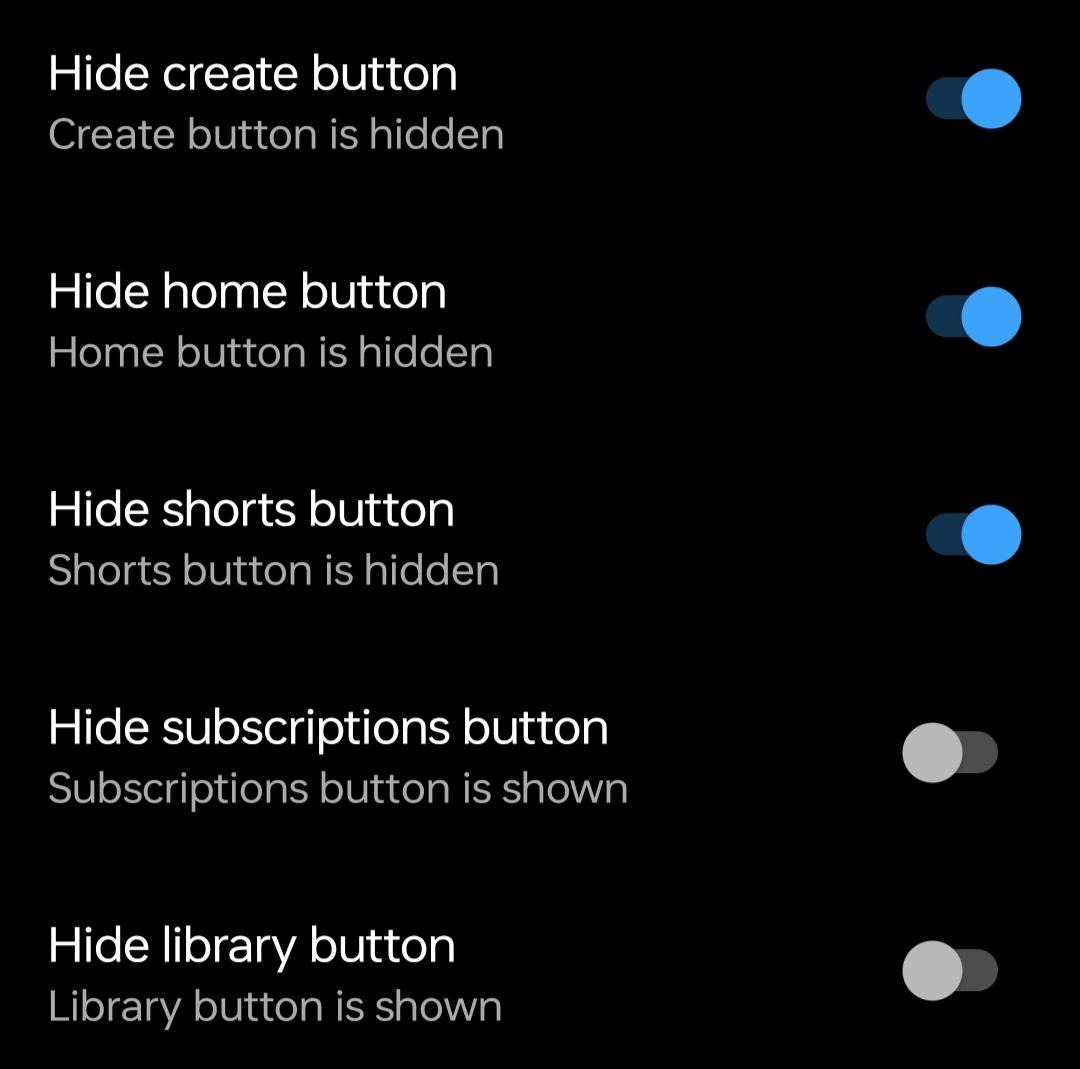 Hide create button
Create button is hidden
Hide home button
Home button is hidden
Hide shorts button
Shorts button is hidden
Hide subscriptions button
Subscriptions button is shown
Hide library button
Library button is shown